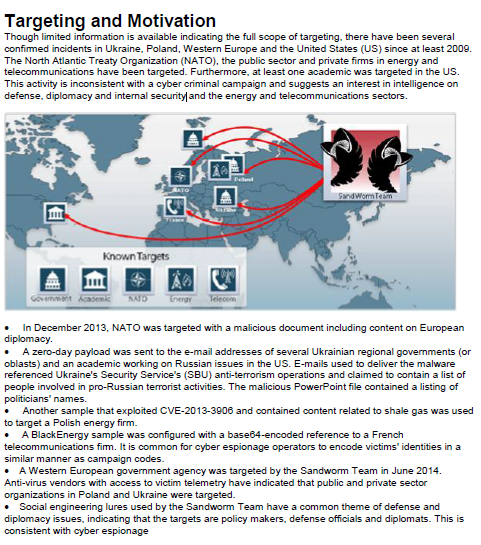 Targeting and Motivation
Though limited information is available indicating the full scope of targeting, there have been several
confirmed incidents in Ukraine, Poland, Western Europe and the United States (US) since at least 2009.
The North Atlantic Treaty Organization (NATO), the public sector and private firms in energy and
telecommunications have been targeted. Furthermore, at least one academic was targeted in the US.
This activity is inconsistent with a cyber criminal campaign and suggests an interest in intelligence on
defense, diplomacy and internal security and the energy and telecommunications sectors.
NATO
Poland
Ukraine
France
SandWormTeam
Known Targets
Government Academic NATO Energy Telecom
• In December 2013, NATO was targeted with a malicious document including content on European
diplomacy.
• A zero-day payload was sent to the e-mail addresses of several Ukrainian regional governments (or
oblasts) and an academic working on Russian issues in the US. E-mails used to deliver the malware
referenced Ukraine's Security Service's (SBU) anti-terrorism operations and claimed to contain a list of
people involved in pro-Russian terrorist activities. The malicious PowerPoint file contained a listing of
politicians' names.
• Another sample that exploited CVE-2013-3906 and contained content related to shale gas was used
to target a Polish energy firm.
• A BlackEnergy sample was configured with a base64-encoded reference to a French
telecommunications firm. It is common for cyber espionage operators to encode victims' identities in a
similar manner as campaign codes.
• A Western European government agency was targeted by the Sandworm Team in June 2014.
Anti-virus vendors with access to victim telemetry have indicated that public and private sector
organizations in Poland and Ukraine were targeted.
• Social engineering lures used by the Sandworm Team have a common theme of defense and
diplomacy issues, indicating that the targets are policy makers, defense officials and diplomats. This is
consistent with cyber espionage